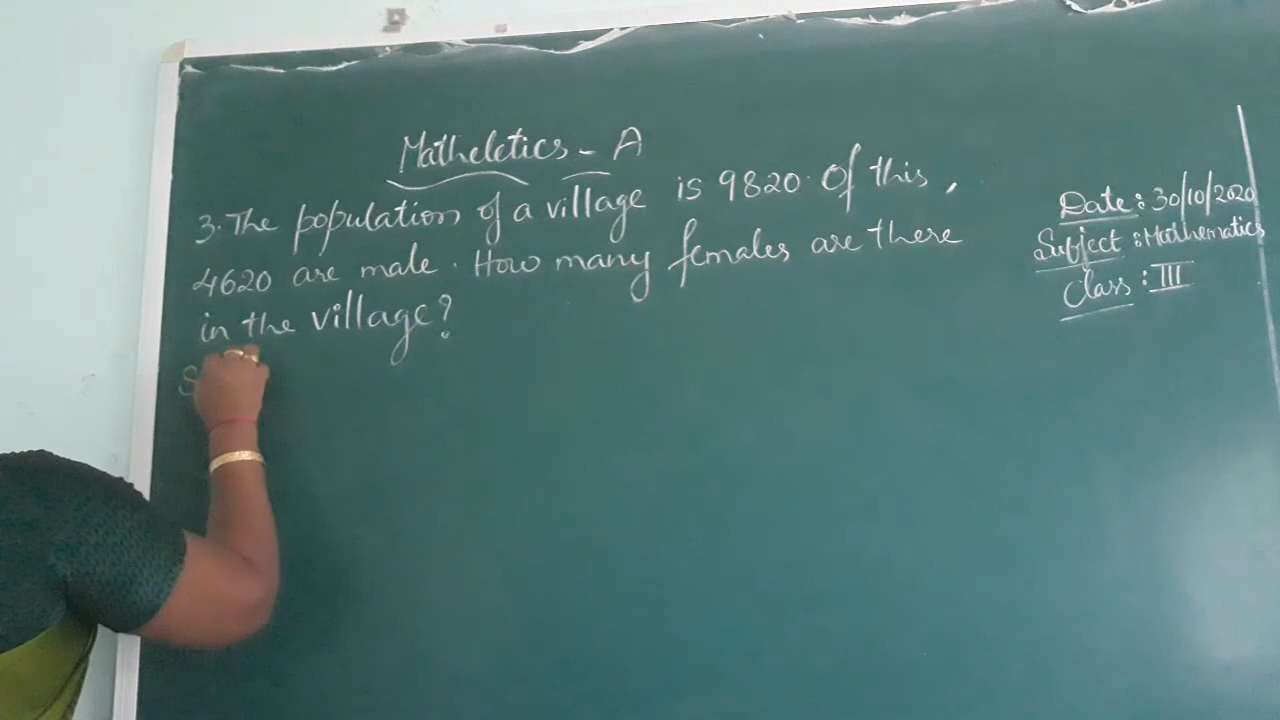 Matheletics - A
3. The population of a village is 9820. Of this,
4620 are male. How many females are there
in the village?
S
Date: 30/10/2020
Subject: Mathematics
Class: III